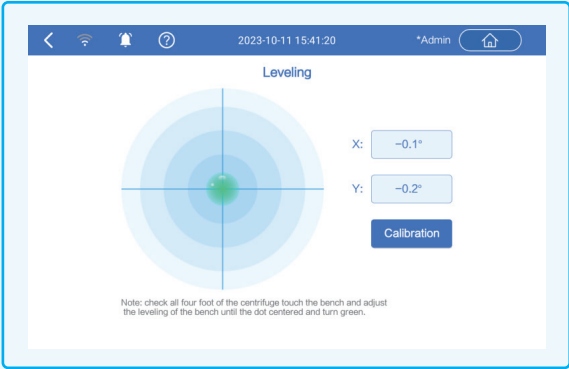 2023-10-11 15:41:20
*Admin
Leveling
X: −0.1°
Y: −0.2°
Calibration
Note: check all four foot of the centrifuge touch the bench and adjust
the leveling of the bench until the dot centered and turn green.